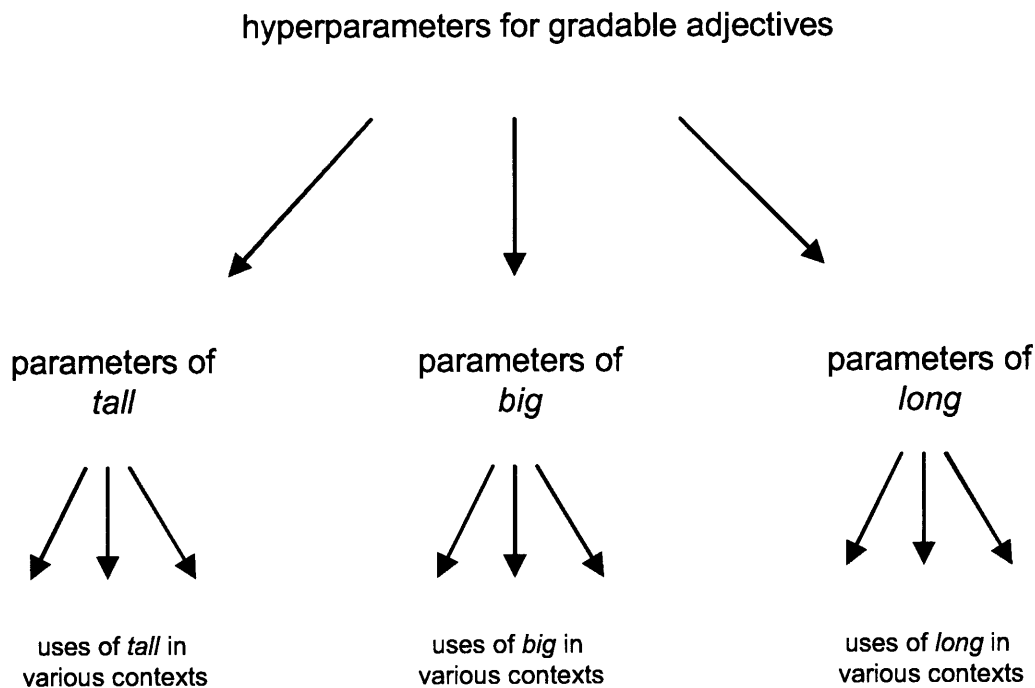 hyperparameters for gradable adjectives
parameters of
tall
parameters of
big
parameters of
long
uses of tall in
various contexts
uses of big in
various contexts
uses of long in
various contexts